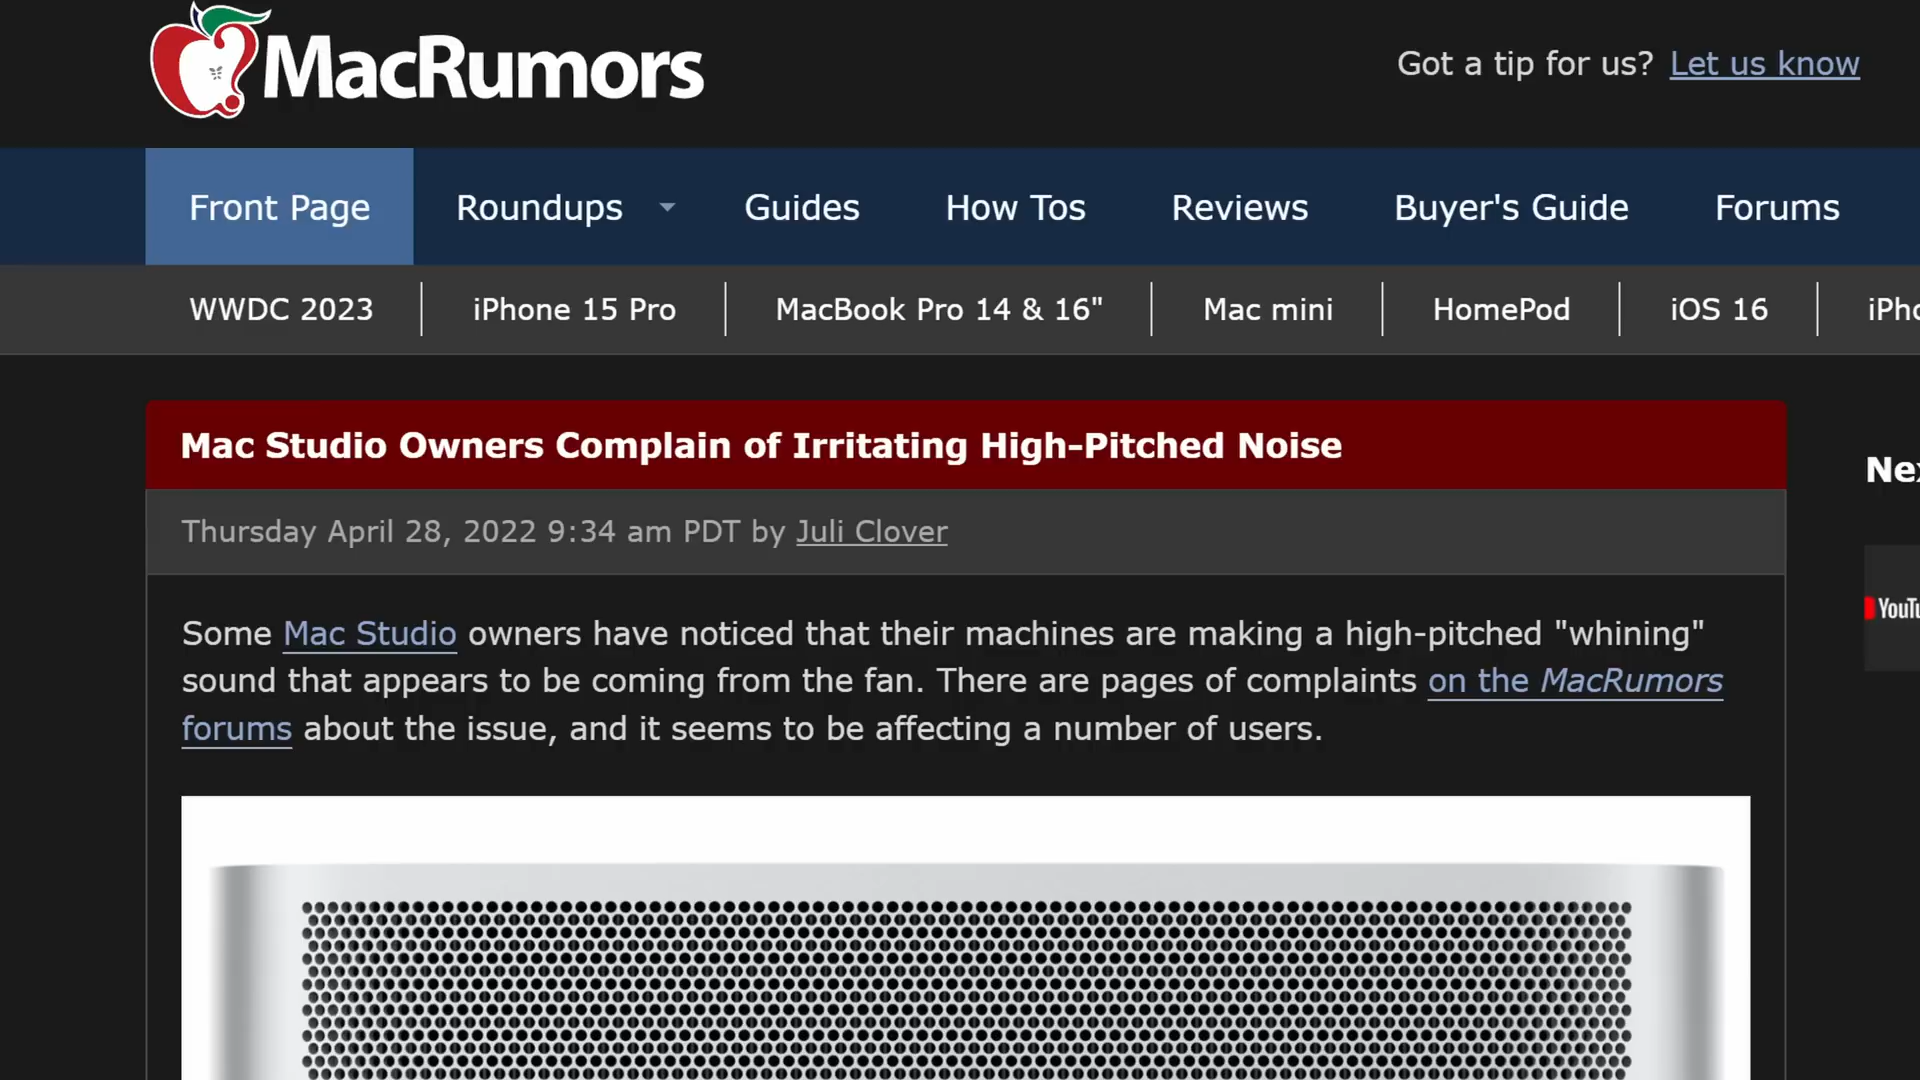 MacRumors
Got a tip for us? Let us know
Front Page Roundups Guides How Tos Reviews Buyer's Guide Forums
WWDC 2023 iPhone 15 Pro MacBook Pro 14 & 16" Mac mini HomePod iOS 16
Mac Studio Owners Complain of Irritating High-Pitched Noise
Thursday April 28, 2022 9:34 am PDT by Juli Clover
Some Mac Studio owners have noticed that their machines are making a high-pitched "whining"
sound that appears to be coming from the fan. There are pages of complaints on the MacRumors
forums about the issue, and it seems to be affecting a number of users.